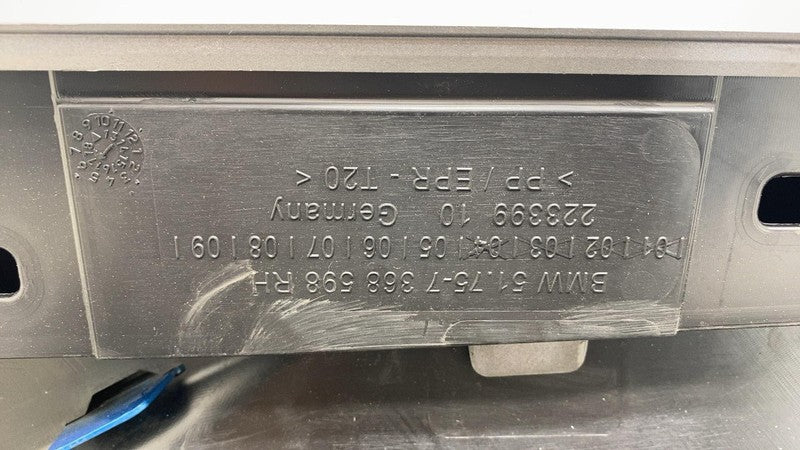 BMW 51.75-7 368 598 RH
| 01 | 02 | 03 | 04 | 05 | 06 | 07 | 08 | 09 |
223399 10 Germany
> PP / EPR - T20 <